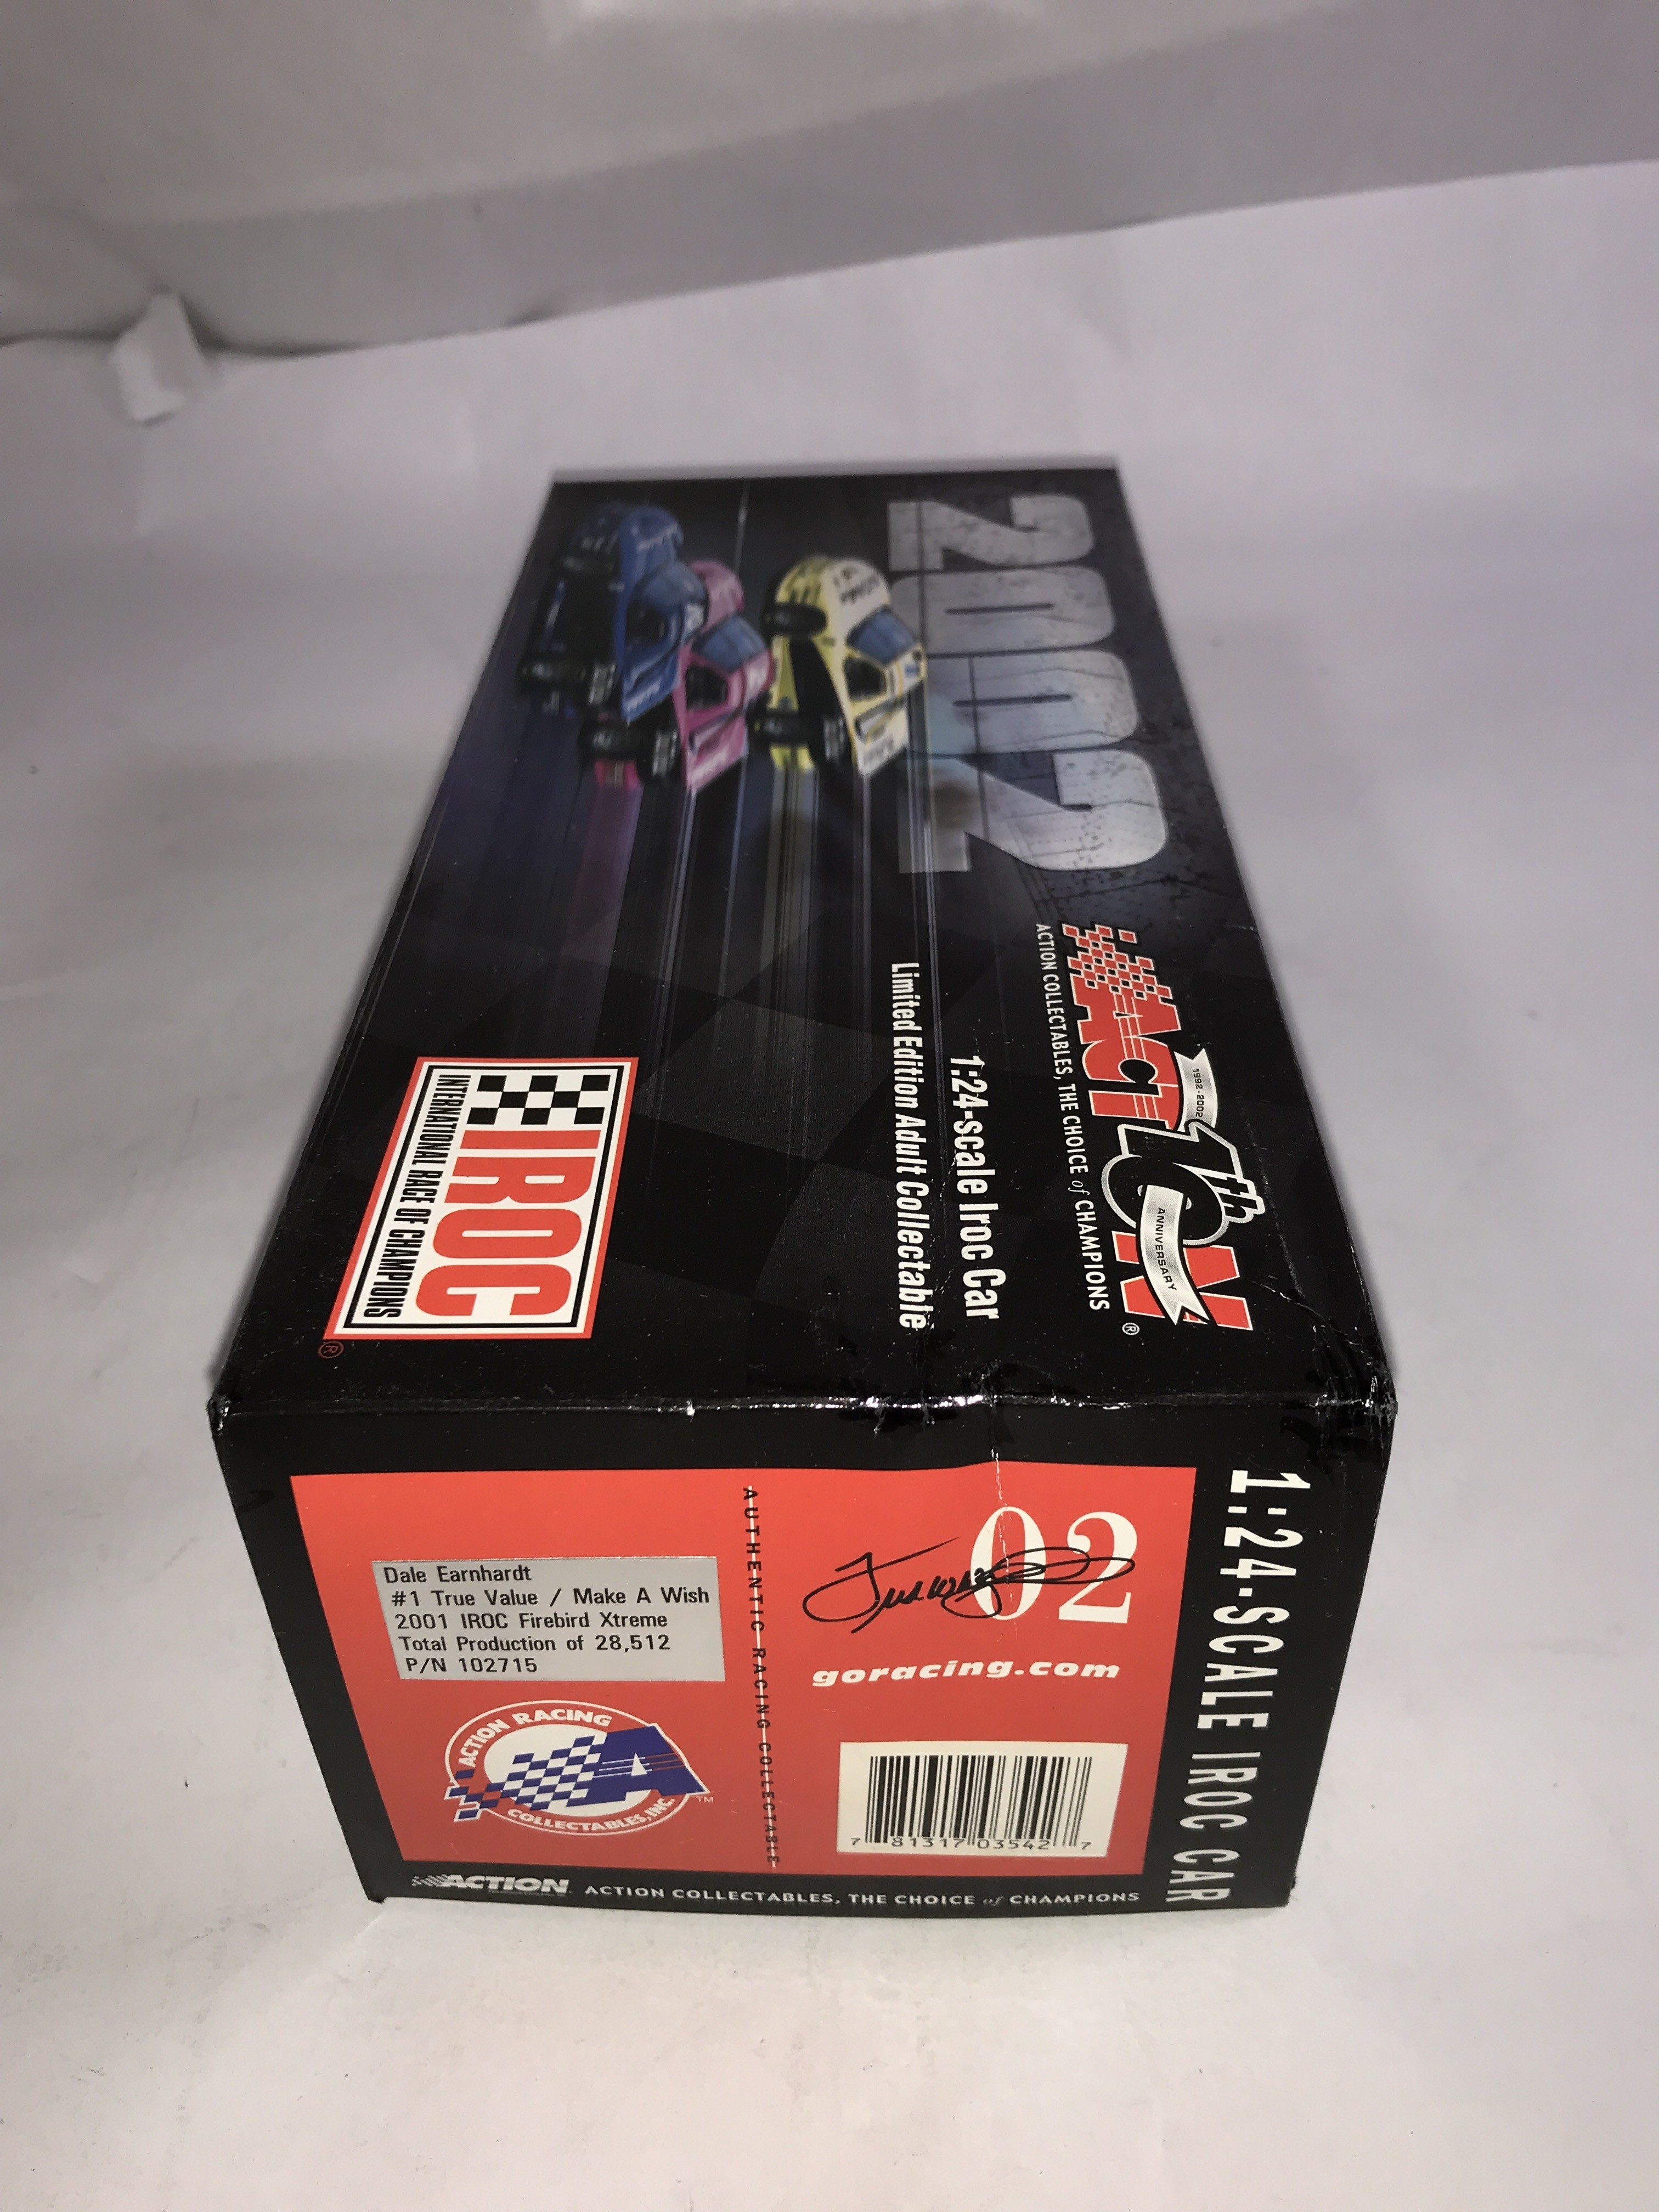 2002
ACTION
1992-2002
10th
ANNIVERSARY
®
ACTION COLLECTABLES, THE CHOICE of CHAMPIONS
1:24-scale Iroc Car
Limited Edition Adult Collectable
IROC
INTERNATIONAL RACE OF CHAMPIONS
®
1:24-SCALE IROC CAR
02
goracing.com
7 81317 03542 7
AUTHENTIC RACING COLLECTABLE
Dale Earnhardt
#1 True Value / Make A Wish
2001 IROC Firebird Xtreme
Total Production of 28,512
P/N 102715
ACTION RACING
A
COLLECTABLES, INC.
TM
ACTION
ACTION COLLECTABLES, THE CHOICE of CHAMPIONS